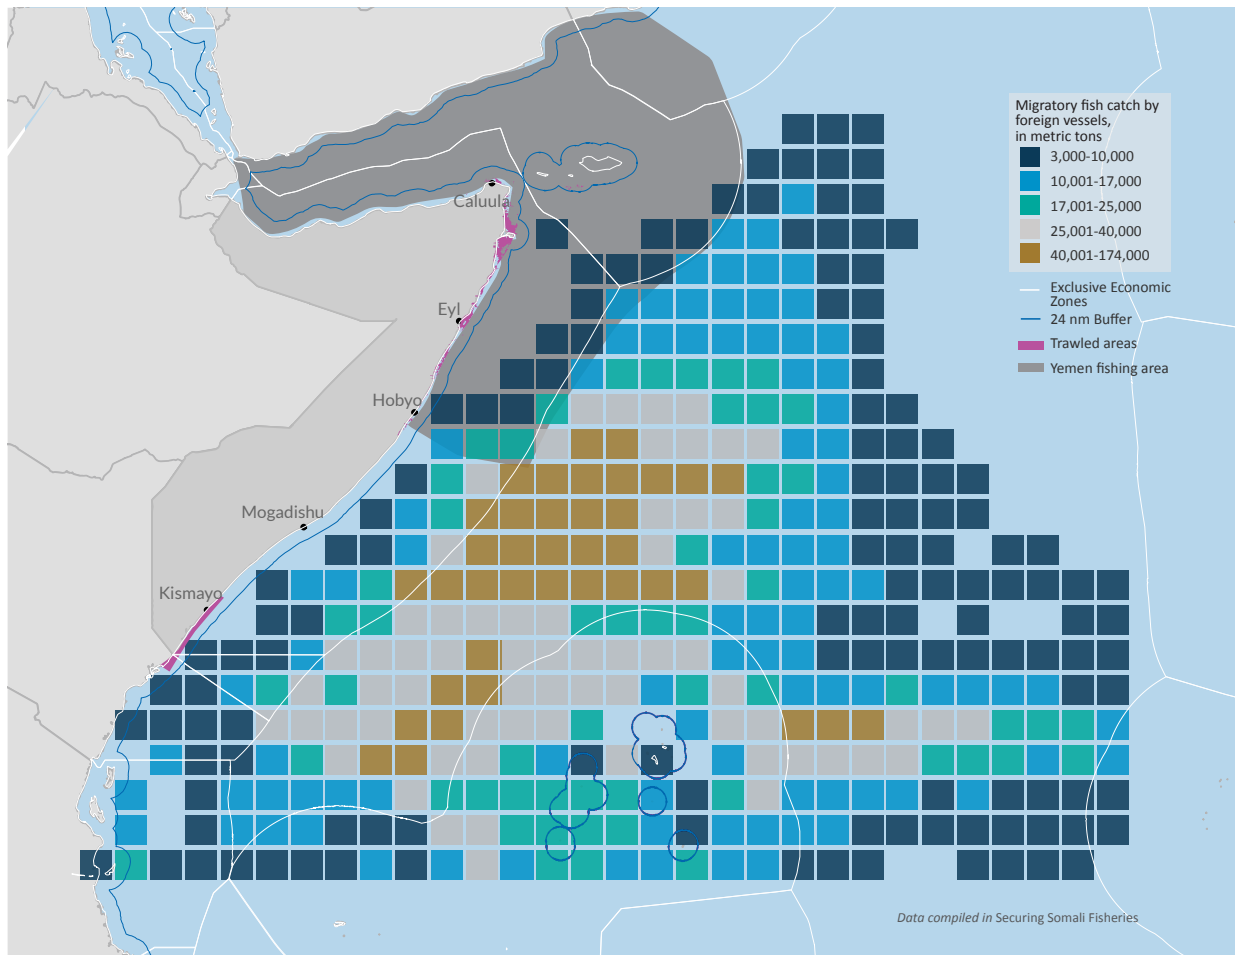 Migratory fish catch by
foreign vessels,
in metric tons
3,000-10,000
10,001-17,000
17,001-25,000
25,001-40,000
40,001-174,000
Exclusive Economic
Zones
24 nm Buffer
Trawled areas
Yemen fishing area
Caluula
Eyl
Hobyo
Mogadishu
Kismayo
Data compiled in Securing Somali Fisheries